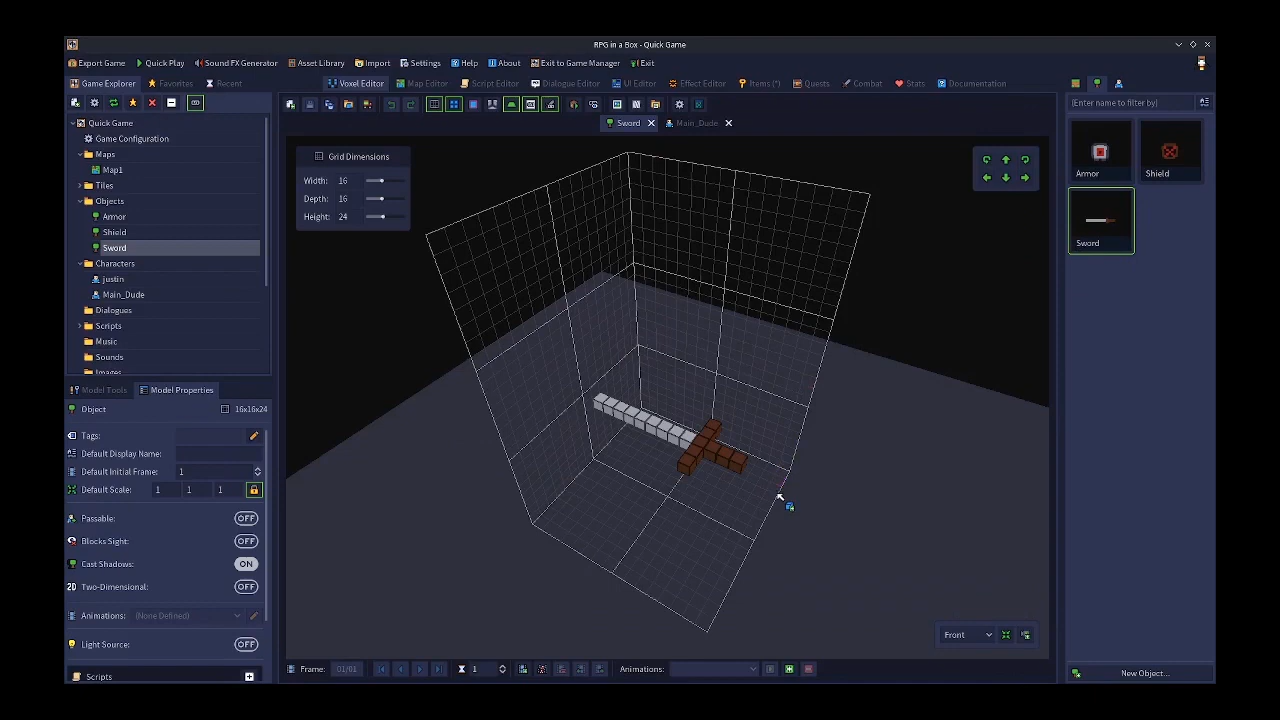 RPG in a Box - Quick Game
Export Game Quick Play Sound FX Generator Asset Library Import Settings Help About Exit to Game Manager Exit
Game Explorer Favorites Recent Voxel Editor Map Editor Script Editor Dialogue Editor UI Editor Effect Editor Items (*) Quests Combat Stats Documentation
(Enter name to filter by)
Sword Main_Dude
Quick Game
Game Configuration
Maps
Map1
Tiles
Objects
Armor
Shield
Sword
Characters
justin
Main_Dude
Dialogues
Scripts
Music
Sounds
Images
Model Tools Model Properties
Object 16x16x24
Tags:
Default Display Name:
Default Initial Frame: 1
Default Scale: 1 1 1
Passable: OFF
Blocks Sight: OFF
Cast Shadows: ON
2D Two-Dimensional: OFF
Animations: (None Defined)
Light Source: OFF
Scripts
Grid Dimensions
Width: 16
Depth: 16
Height: 24
Front
Frame: 01/01 1 Animations:
Armor Shield
Sword
New Object...